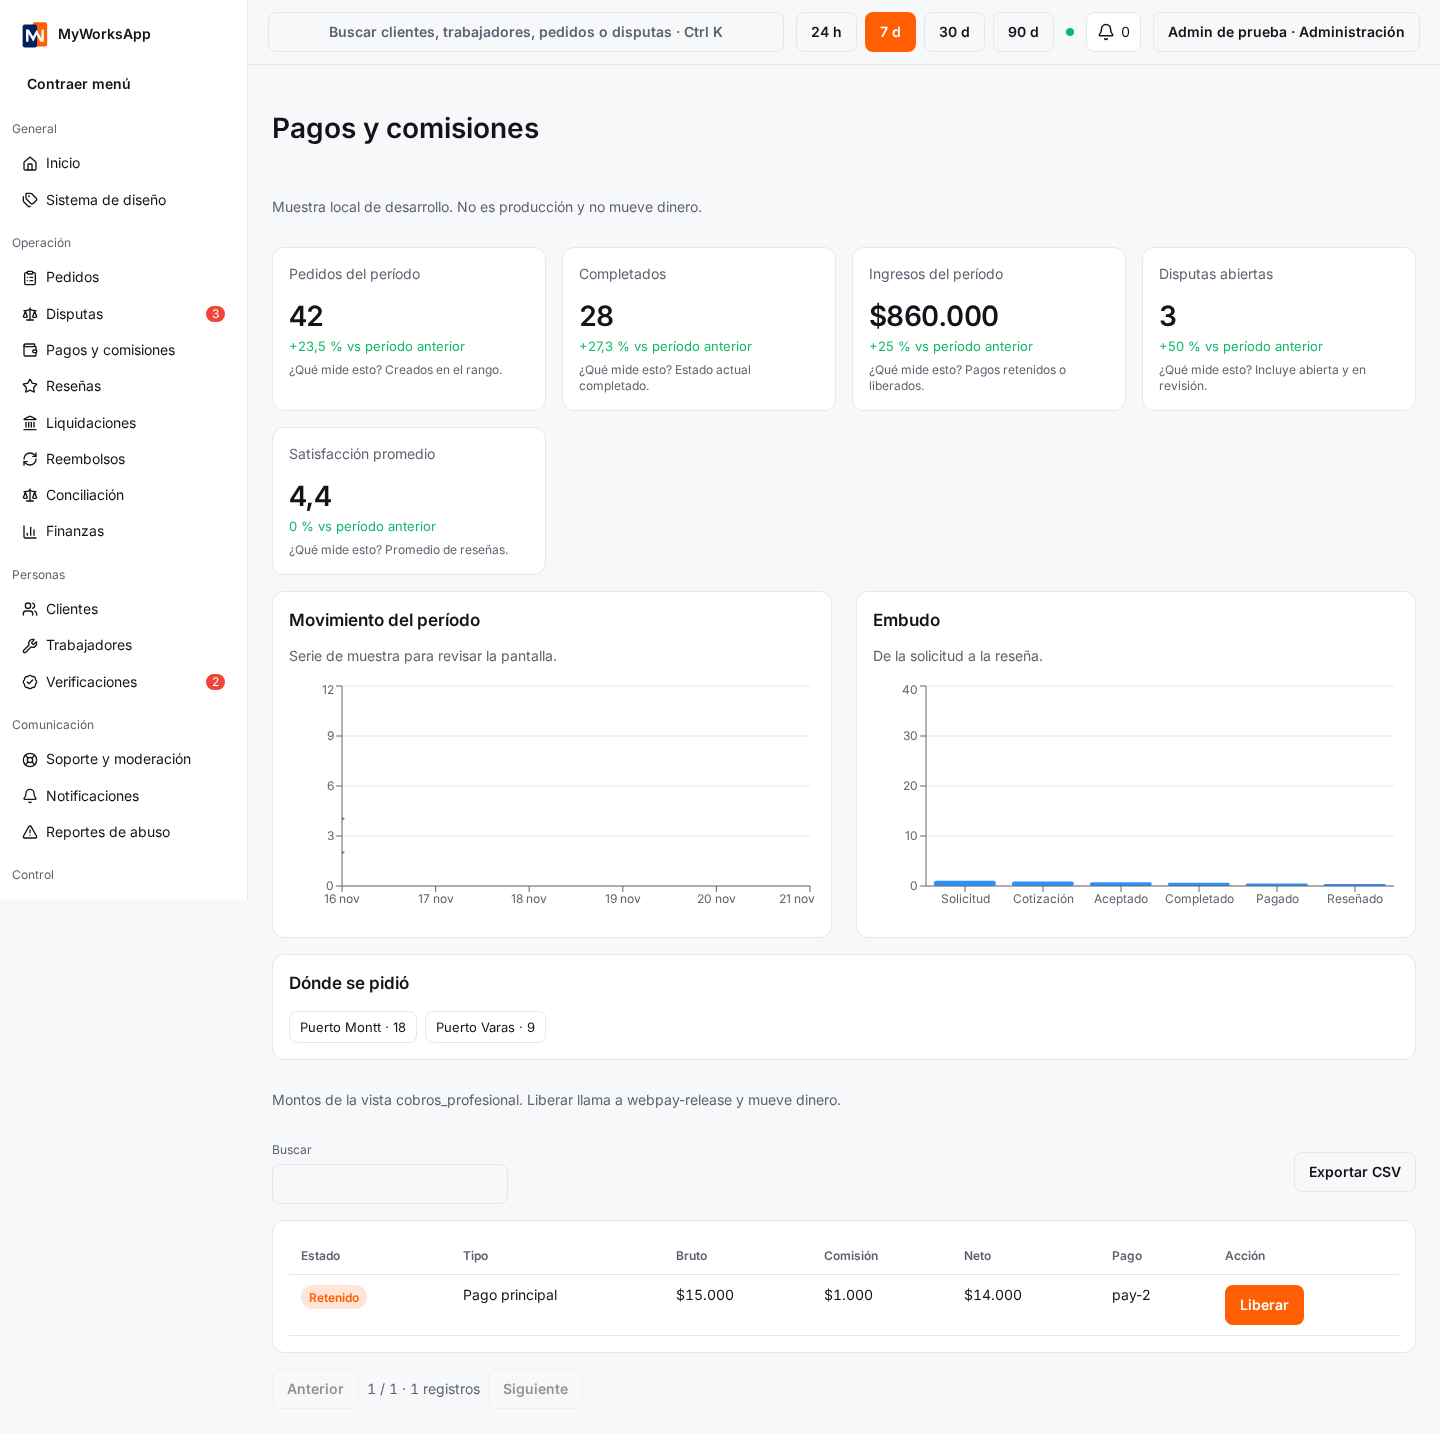 MyWorksApp
Contraer menú
General
Inicio
Sistema de diseño
Operación
Pedidos
Disputas 3
Pagos y comisiones
Reseñas
Liquidaciones
Reembolsos
Conciliación
Finanzas
Personas
Clientes
Trabajadores
Verificaciones 2
Comunicación
Soporte y moderación
Notificaciones
Reportes de abuso
Control
Buscar clientes, trabajadores, pedidos o disputas · Ctrl K
24 h 7 d 30 d 90 d 0 Admin de prueba · Administración
Pagos y comisiones
Muestra local de desarrollo. No es producción y no mueve dinero.
Pedidos del período
42
+23,5 % vs período anterior
¿Qué mide esto? Creados en el rango.
Completados
28
+27,3 % vs período anterior
¿Qué mide esto? Estado actual
completado.
Ingresos del período
$860.000
+25 % vs período anterior
¿Qué mide esto? Pagos retenidos o
liberados.
Disputas abiertas
3
+50 % vs período anterior
¿Qué mide esto? Incluye abierta y en
revisión.
Satisfacción promedio
4,4
0 % vs período anterior
¿Qué mide esto? Promedio de reseñas.
Movimiento del período
Serie de muestra para revisar la pantalla.
12
9
6
3
0
16 nov 17 nov 18 nov 19 nov 20 nov 21 nov
Embudo
De la solicitud a la reseña.
40
30
20
10
0
Solicitud Cotización Aceptado Completado Pagado Reseñado
Dónde se pidió
Puerto Montt · 18 Puerto Varas · 9
Montos de la vista cobros_profesional. Liberar llama a webpay-release y mueve dinero.
Buscar
Exportar CSV
Estado Tipo Bruto Comisión Neto Pago Acción
Retenido Pago principal $15.000 $1.000 $14.000 pay-2 Liberar
Anterior 1 / 1 · 1 registros Siguiente